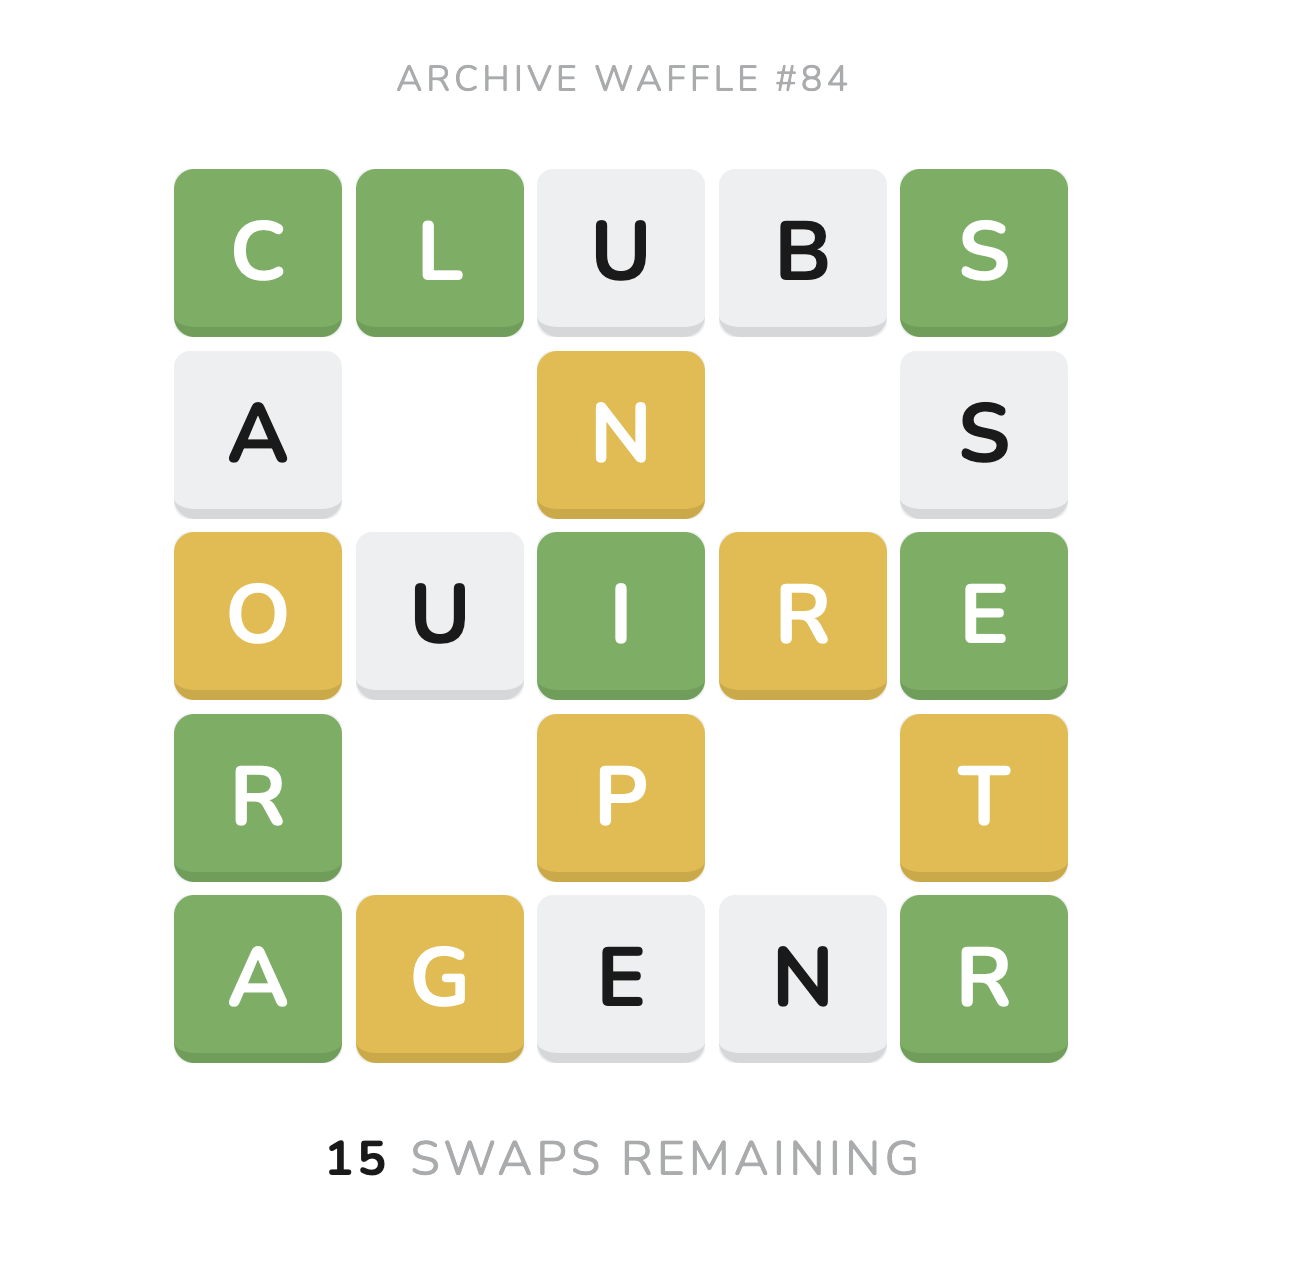 ARCHIVE WAFFLE #84
C L U B S
A N S
O U I R E
R P T
A G E N R
15 SWAPS REMAINING